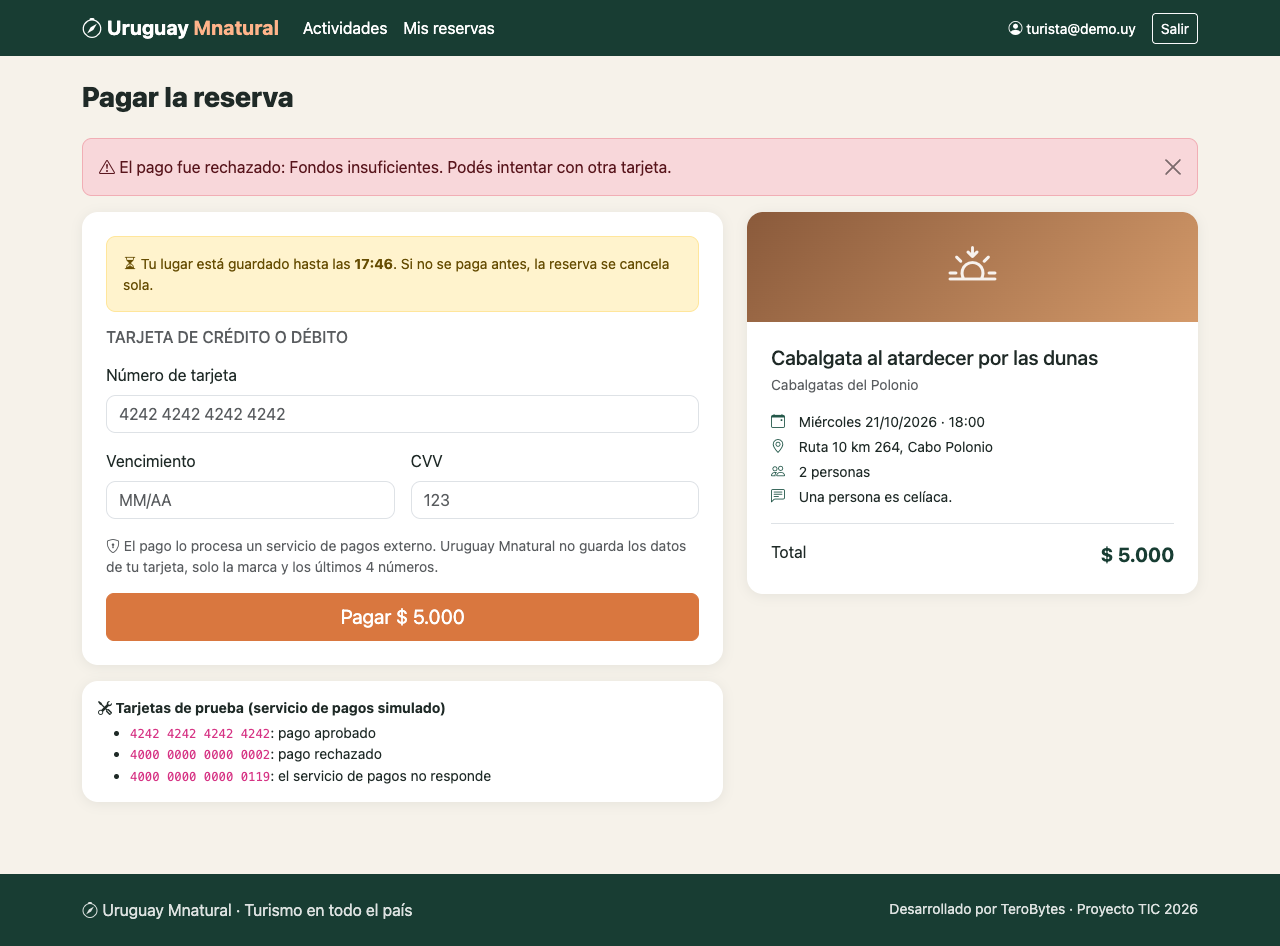 Uruguay Mnatural
Actividades
Mis reservas
turista@demo.uy
Salir
Pagar la reserva
El pago fue rechazado: Fondos insuficientes. Podés intentar con otra tarjeta.
Tu lugar está guardado hasta las 17:46. Si no se paga antes, la reserva se cancela
sola.
TARJETA DE CRÉDITO O DÉBITO
Número de tarjeta
4242 4242 4242 4242
Vencimiento
CVV
MM/AA
123
El pago lo procesa un servicio de pagos externo. Uruguay Mnatural no guarda los datos
de tu tarjeta, solo la marca y los últimos 4 números.
Pagar $ 5.000
Tarjetas de prueba (servicio de pagos simulado)
4242 4242 4242 4242: pago aprobado
4000 0000 0000 0002: pago rechazado
4000 0000 0000 0119: el servicio de pagos no responde
Cabalgata al atardecer por las dunas
Cabalgatas del Polonio
Miércoles 21/10/2026 · 18:00
Ruta 10 km 264, Cabo Polonio
2 personas
Una persona es celíaca.
Total
$ 5.000
Uruguay Mnatural · Turismo en todo el país
Desarrollado por TeroBytes · Proyecto TIC 2026